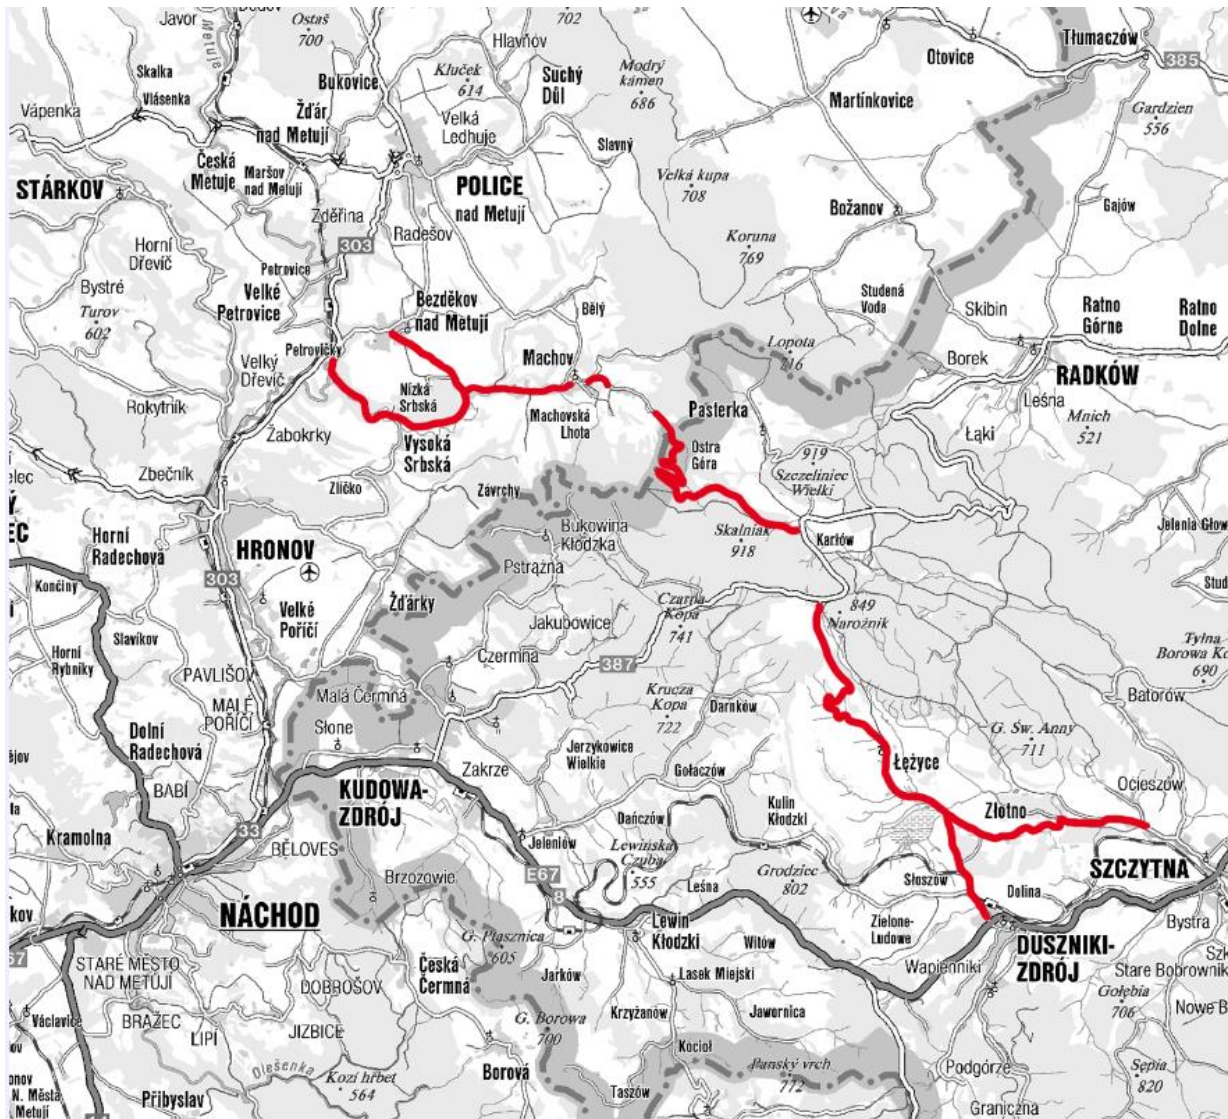 Javor
Ostaš
700
Metuje
702
Hlavňov
Skalka
Vlásenka
Vápenka
Bukovice
Kluček
614
Suchý
Důl
Modrý
kámen
686
Otovice
Tłumaczów
385
Martínkovice
Gardzien
556
Žďár
nad Metují
Velká
Ledhuje
Slavný
Česká
Metuje
Maršov
nad Metují
STÁRKOV
POLICE
nad Metují
Velká kupa
708
Božanov
Gajów
Zděřina
Radešov
303
Koruna
769
Horní
Dřevíč
Petrovice
Bystré
Turov
602
Velké
Petrovice
Bezděkov
nad Metují
Bělý
Studená
Voda
Skibin
Ratno
Górne
Ratno
Dolne
Petrovičky
Machov
Lopota
716
Borek
RADKÓW
Velký
Dřevíč
Nízká
Srbská
Machovská
Lhota
Pasterka
Leśna
Mnich
521
Rokytník
Žabokrky
Vysoká
Srbská
Ostra
Góra
Łąki
Zbečník
Zlíčko
Závrchy
919
Szczeliniec
Wielki
Bukowina
Kłodzka
Skalniak
918
Karłów
Jelenia Głow
Horní
Radechová
HRONOV
Pstrążna
303
Končiny
Žďárky
Velké
Poříčí
Jakubowice
Czarna
Kopa
741
849
Narożnik
Stud
Slavíkov
Horní
Rybníky
Czermna
387
Tylna
Borowa Ko
690
PAVLIŠOV
Malá Čermná
MALÉ
POŘÍČÍ
Krucza
Kopa
722
Darnków
Batorów
Słone
Dolní
Radechová
G. Św. Anny
711
Jerzykowice
Wielkie
Łężyce
Zakrze
Gołaczów
BABÍ
KUDOWA-
ZDRÓJ
Ocieszów
Kulin
Kłodzki
Złotno
Kramolna
33
Dańczów
Jeleniów
BĚLOVES
Lewińska
Czuba
555
E67
8
Brzozowie
Grodziec
802
Słoszów
SZCZYTNA
Leśna
Dolina
NÁCHOD
Lewin
Kłodzki
Zielone-
Ludowe
Bystra
G. Ptasznica
605
Witów
DUSZNIKI-
ZDRÓJ
STARÉ MĚSTO
NAD METUJÍ
Česká
Čermná
Jarków
Lasek Miejski
Wapienniki
Stare Bobrownik
DOBROŠOV
Gołębia
706
Nowe B
Václavice
BRAŽEC
LIPÍ
JIZBICE
G. Borowa
700
Krzyżanów
Jawornica
Kocioł
Olešenka
Kozí hřbet
564
Borová
Panský vrch
772
Podgórze
Sępia
820
N. Města
Metují
Přibyslav
Taszów
Graniczna